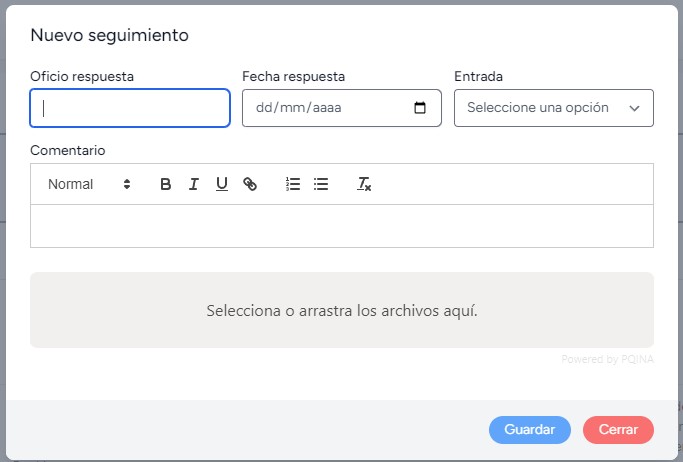 Nuevo seguimiento
Oficio respuesta Fecha respuesta Entrada
dd/mm/aaaa Seleccione una opción
Comentario
Normal B I U
Selecciona o arrastra los archivos aquí.
Powered by PQINA
Guardar Cerrar